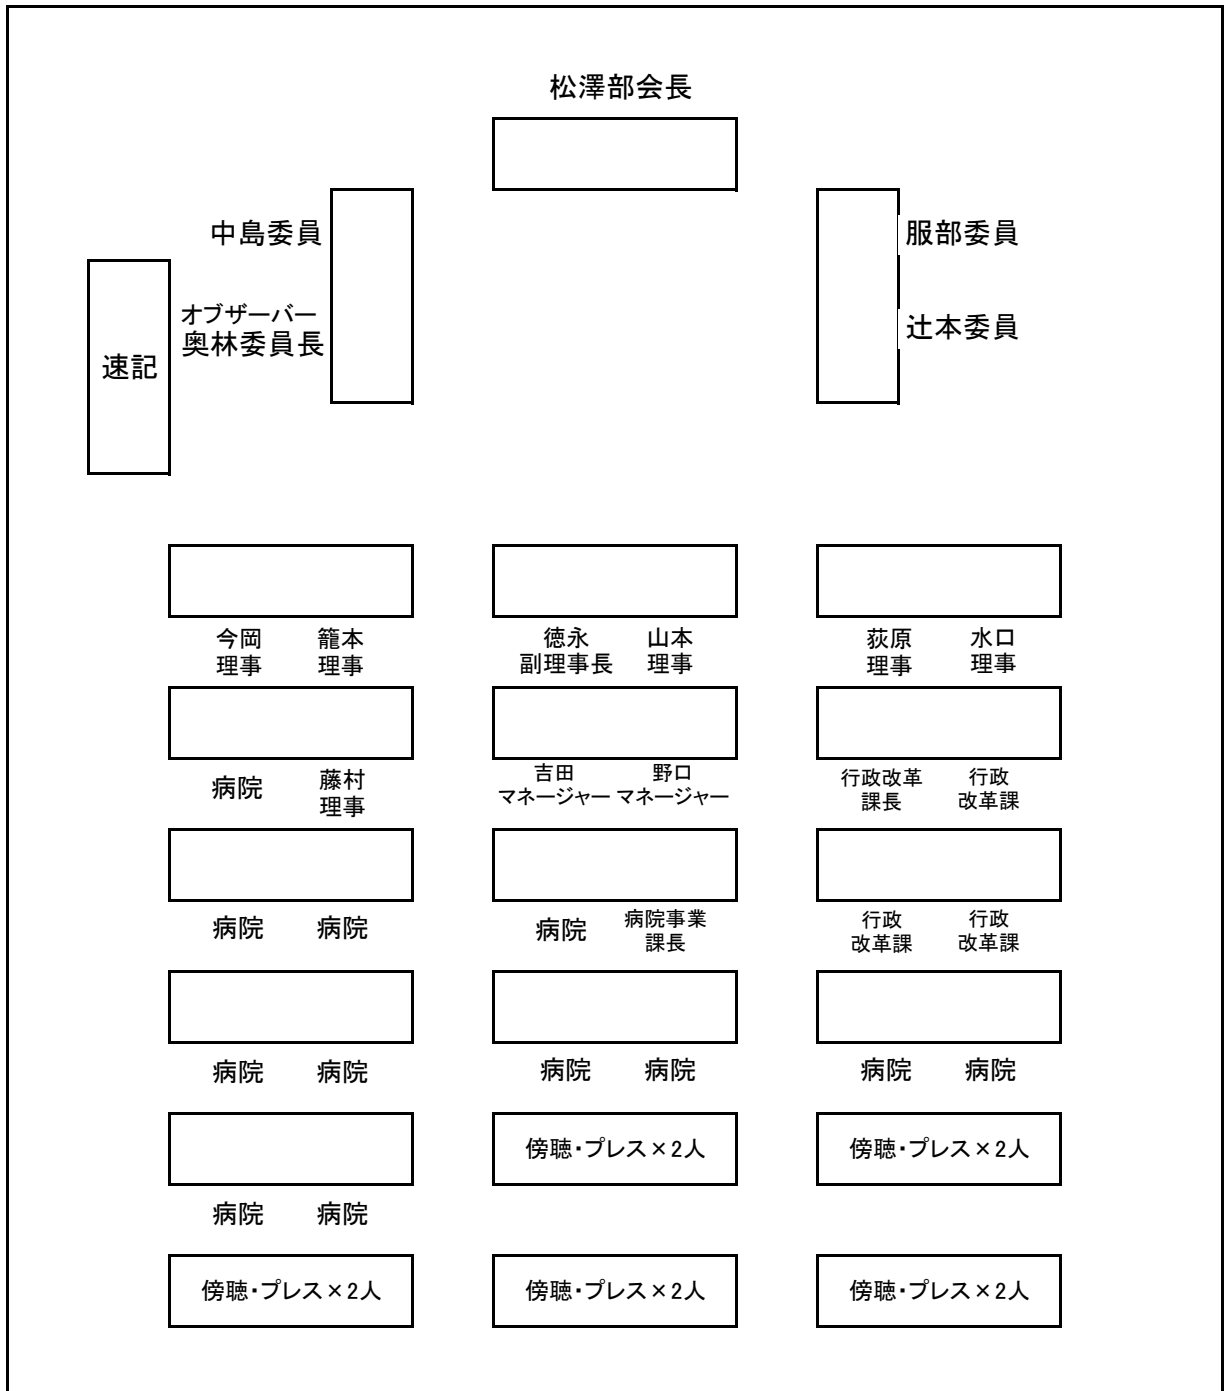 松澤部会長
中島委員
服部委員
オブザーバー
奥林委員長
辻本委員
速記
今岡
理事
籠本
理事
徳永
副理事長
山本
理事
荻原
理事
水口
理事
病院
藤村
理事
吉田
マネージャー
野口
マネージャー
行政改革
課長
行政
改革課
病院
病院
病院
病院事業
課長
行政
改革課
行政
改革課
病院
病院
病院
病院
病院
病院
傍聴・プレス×2人
傍聴・プレス×2人
病院
病院
傍聴・プレス×2人
傍聴・プレス×2人
傍聴・プレス×2人